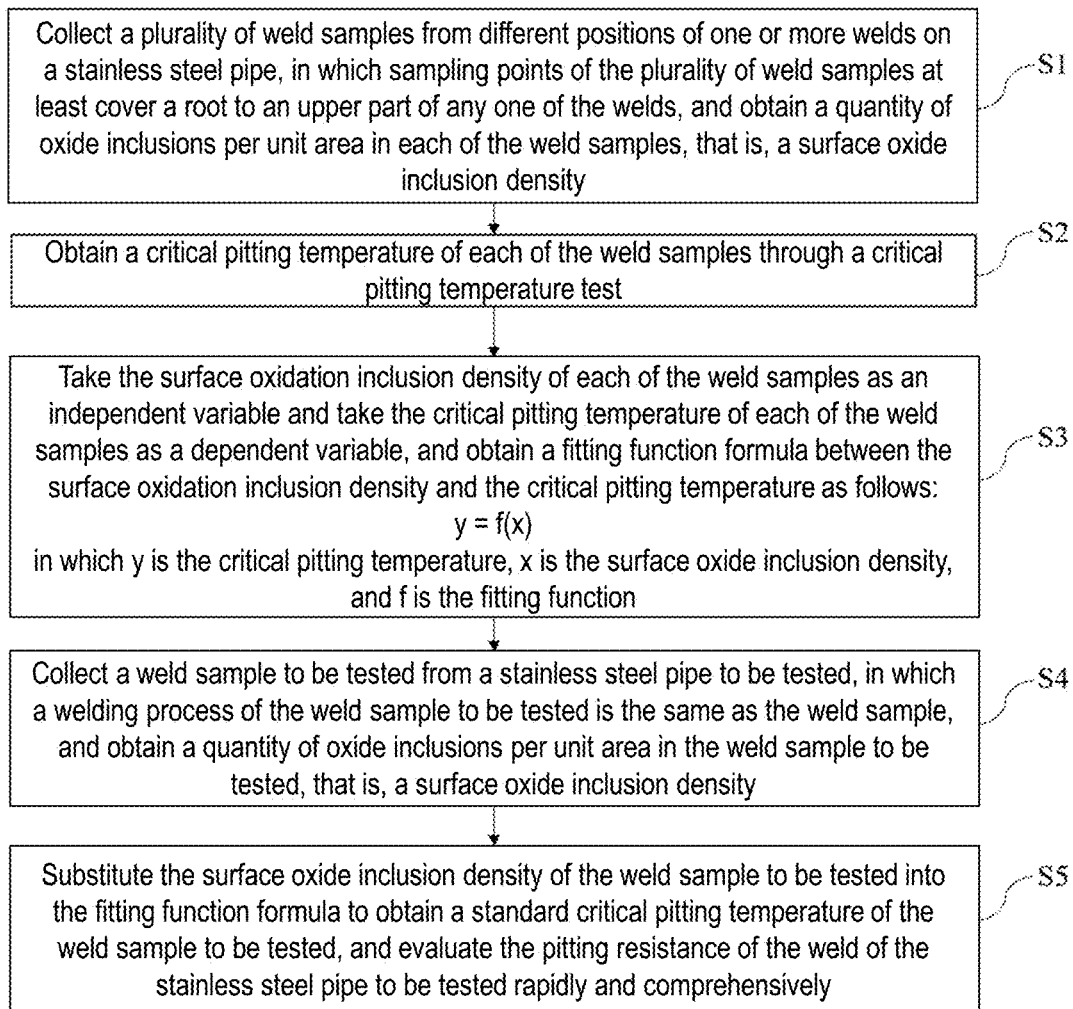 Collect a plurality of weld samples from different positions of one or more welds on
a stainless steel pipe, in which sampling points of the plurality of weld samples at
least cover a root to an upper part of any one of the welds, and obtain a quantity of
oxide inclusions per unit area in each of the weld samples, that is, a surface oxide
inclusion density
S1
Obtain a critical pitting temperature of each of the weld samples through a critical
pitting temperature test
S2
Take the surface oxidation inclusion density of each of the weld samples as an
independent variable and take the critical pitting temperature of each of the weld
samples as a dependent variable, and obtain a fitting function formula between the
surface oxidation inclusion density and the critical pitting temperature as follows:
y = f(x)
in which y is the critical pitting temperature, x is the surface oxide inclusion density,
and f is the fitting function
S3
Collect a weld sample to be tested from a stainless steel pipe to be tested, in which
a welding process of the weld sample to be tested is the same as the weld sample,
and obtain a quantity of oxide inclusions per unit area in the weld sample to be
tested, that is, a surface oxide inclusion density
S4
Substitute the surface oxide inclusion density of the weld sample to be tested into
the fitting function formula to obtain a standard critical pitting temperature of the
weld sample to be tested, and evaluate the pitting resistance of the weld of the
stainless steel pipe to be tested rapidly and comprehensively
S5